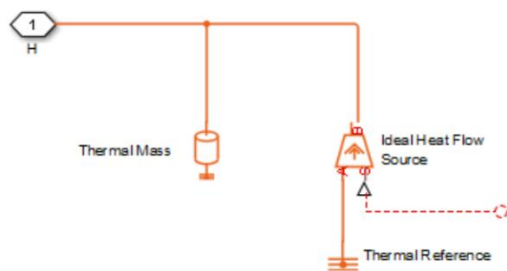 1
H
Thermal Mass
B
Ideal Heat Flow
Source
A
S
Thermal Reference